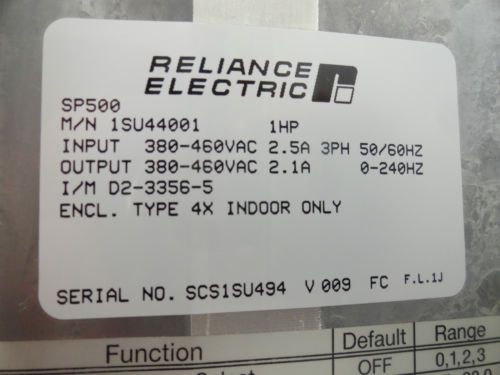 RELIANCE
ELECTRIC
SP500
M/N 1SU44001 1HP
INPUT 380-460VAC 2.5A 3PH 50/60HZ
OUTPUT 380-460VAC 2.1A 0-240HZ
I/M D2-3356-5
ENCL. TYPE 4X INDOOR ONLY
SERIAL NO. SCS1SU494 V 009 FC F.L.1J
Function Default Range
OFF 0,1,2,3